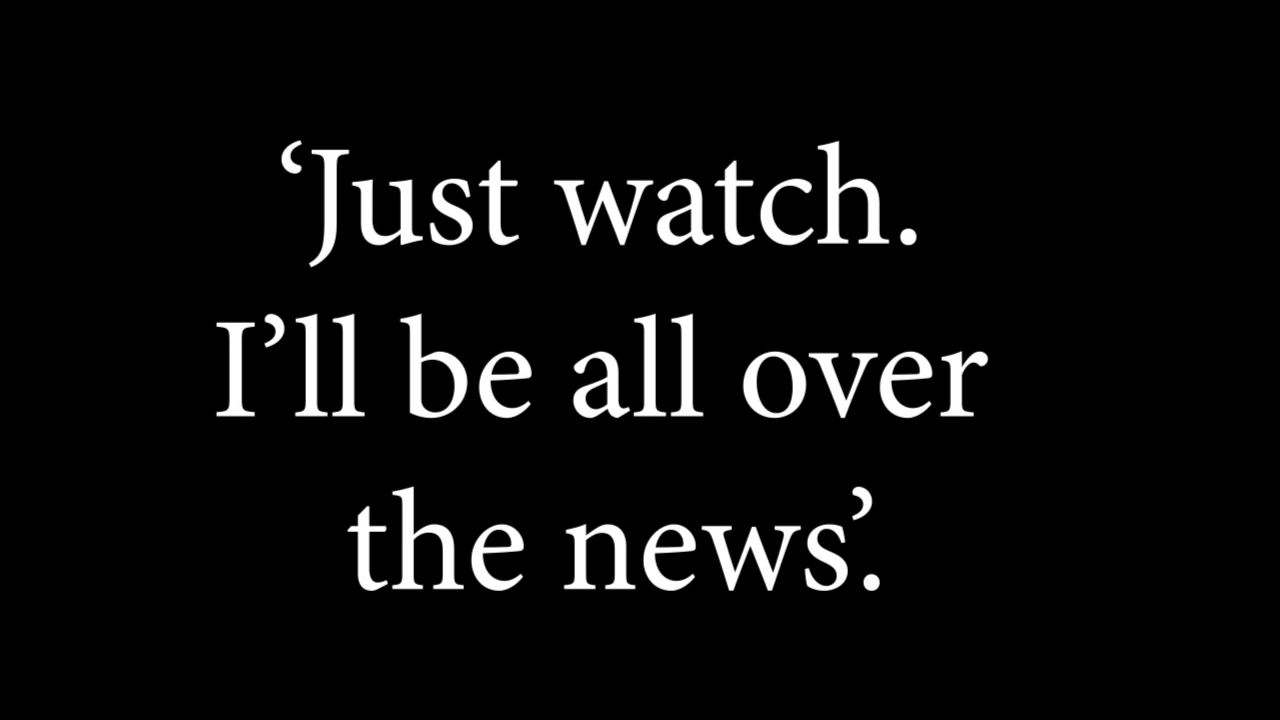 ‘Just watch.
I’ll be all over
the news’.